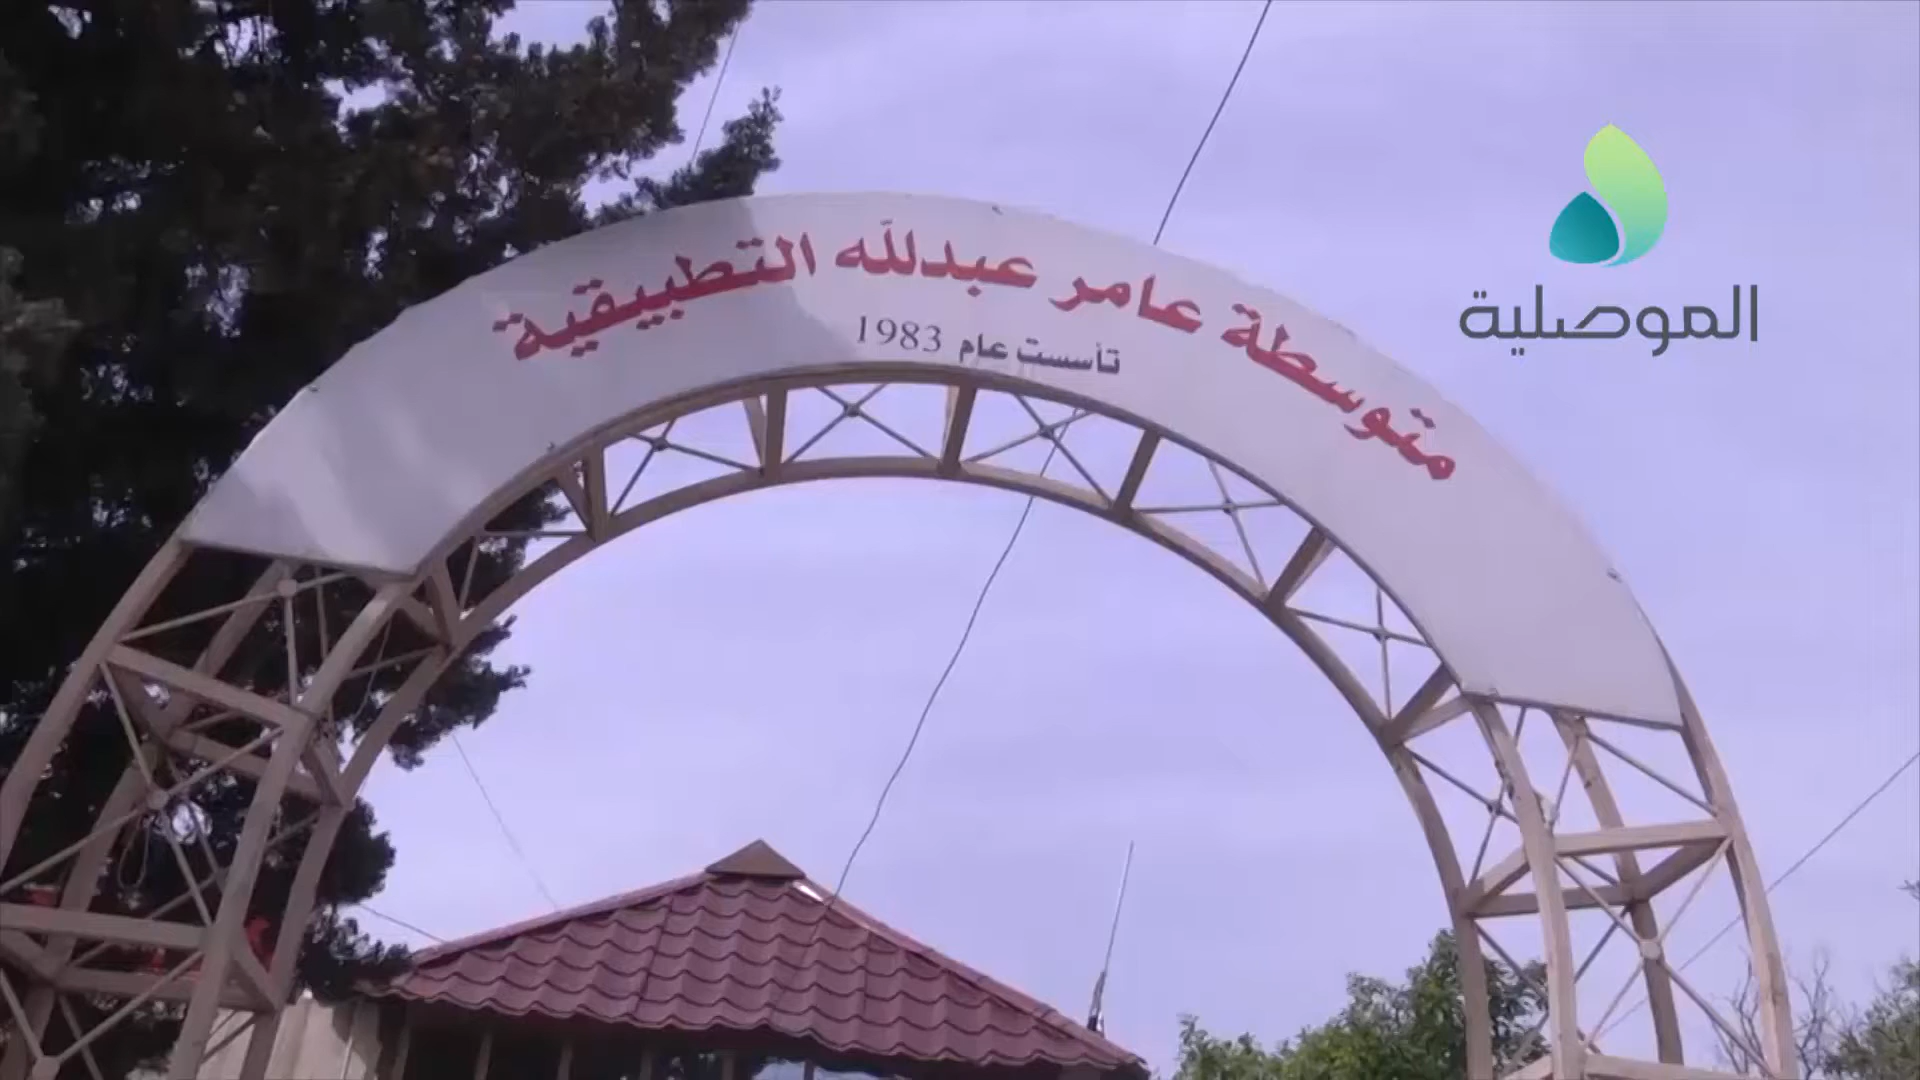 متوسطة عامر عبدلله التطبيقية
تأسست عام 1983
الموصلية